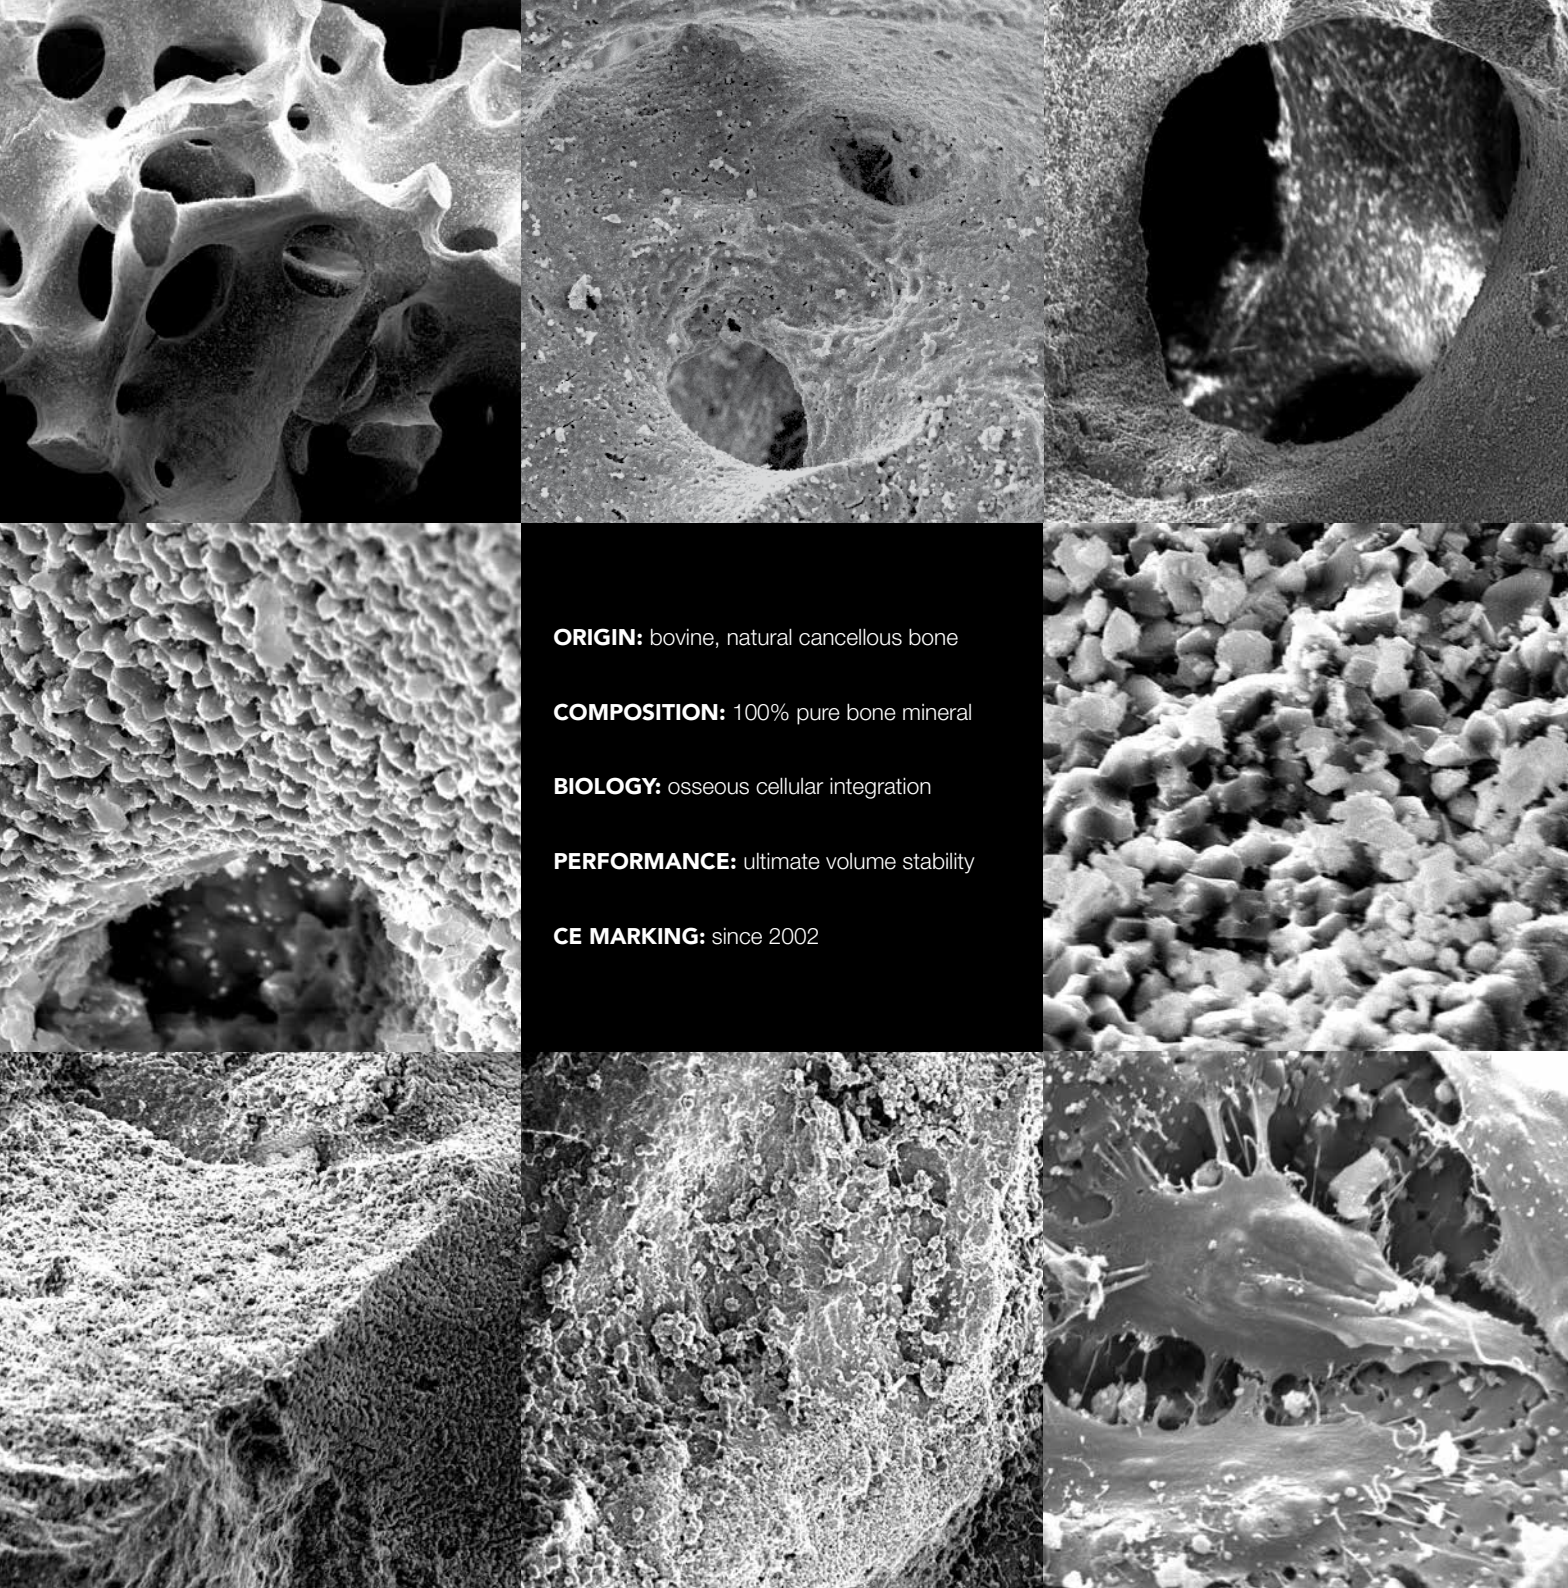 ORIGIN: bovine, natural cancellous bone
COMPOSITION: 100% pure bone mineral
BIOLOGY: osseous cellular integration
PERFORMANCE: ultimate volume stability
CE MARKING: since 2002